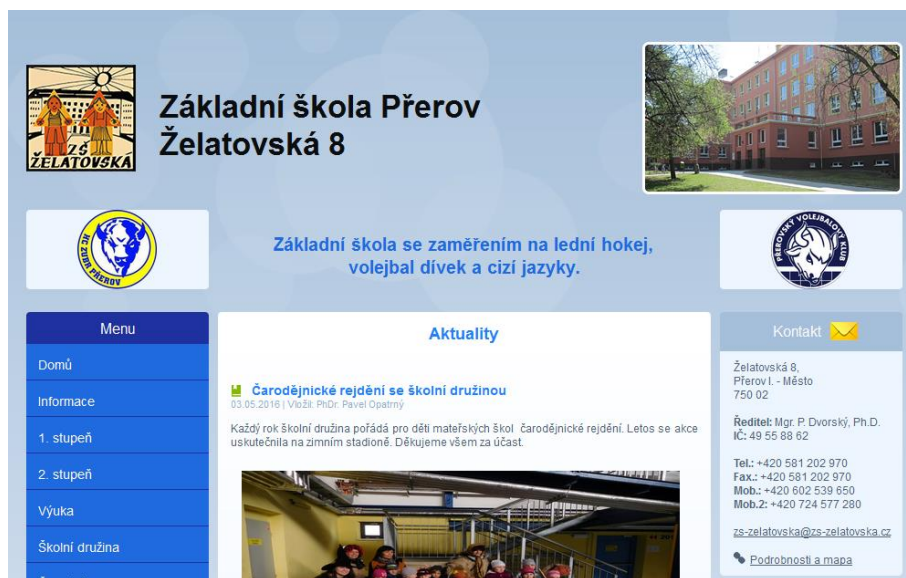 Základní škola Přerov
Želatovská 8
ZŠ
ŽELATOVSKÁ
HC ZUBR PŘEROV
Základní škola se zaměřením na lední hokej,
volejbal dívek a cizí jazyky.
PŘEROVSKÝ VOLEJBALOVÝ KLUB
Menu
Domů
Informace
1. stupeň
2. stupeň
Výuka
Školní družina
Aktuality
Čarodějnické rejdění se školní družinou
03.05.2016 | Vložil: PhDr. Pavel Opatrný
Každý rok školní družina pořádá pro děti mateřských škol čarodějnické rejdění. Letos se akce
uskutečnila na zimním stadioně. Děkujeme všem za účast.
Kontakt
Želatovská 8,
Přerov I. - Město
750 02
Ředitel: Mgr. P. Dvorský, Ph.D.
IČ: 49 55 88 62
Tel.: +420 581 202 970
Fax.: +420 581 202 970
Mob.: +420 602 539 650
Mob.2: +420 724 577 280
zs-zelatovska@zs-zelatovska.cz
Podrobnosti a mapa